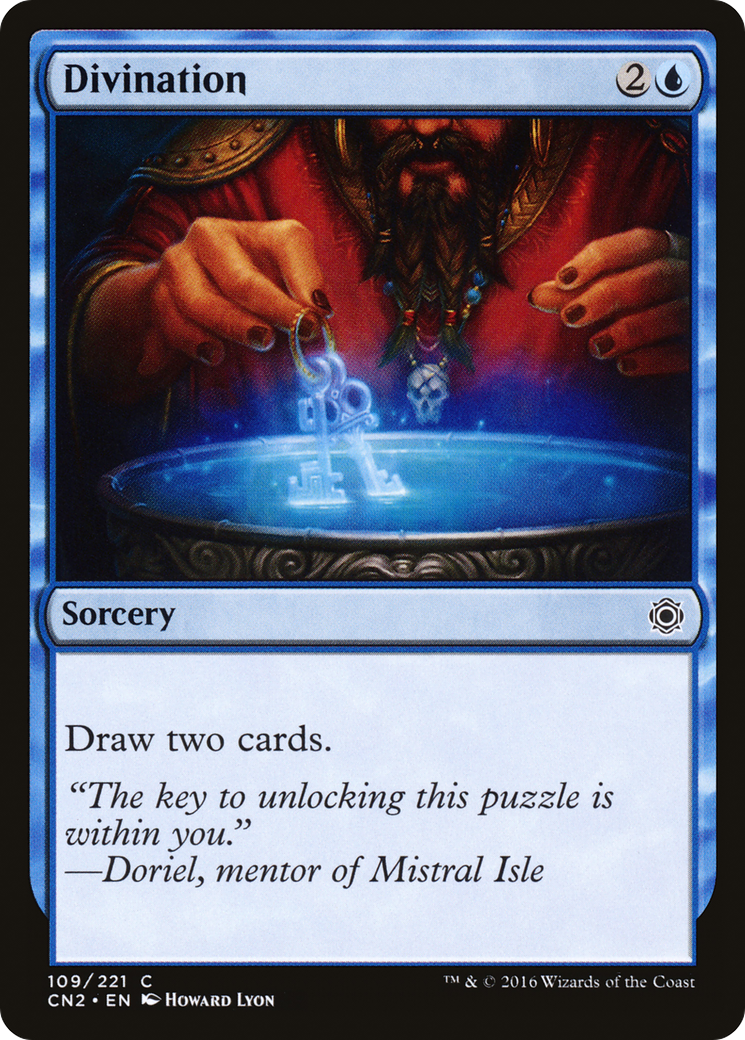 Divination 2
Sorcery
Draw two cards.
“The key to unlocking this puzzle is
within you.”
—Doriel, mentor of Mistral Isle
109/221 C
™ & © 2016 Wizards of the Coast
CN2 • EN Howard Lyon